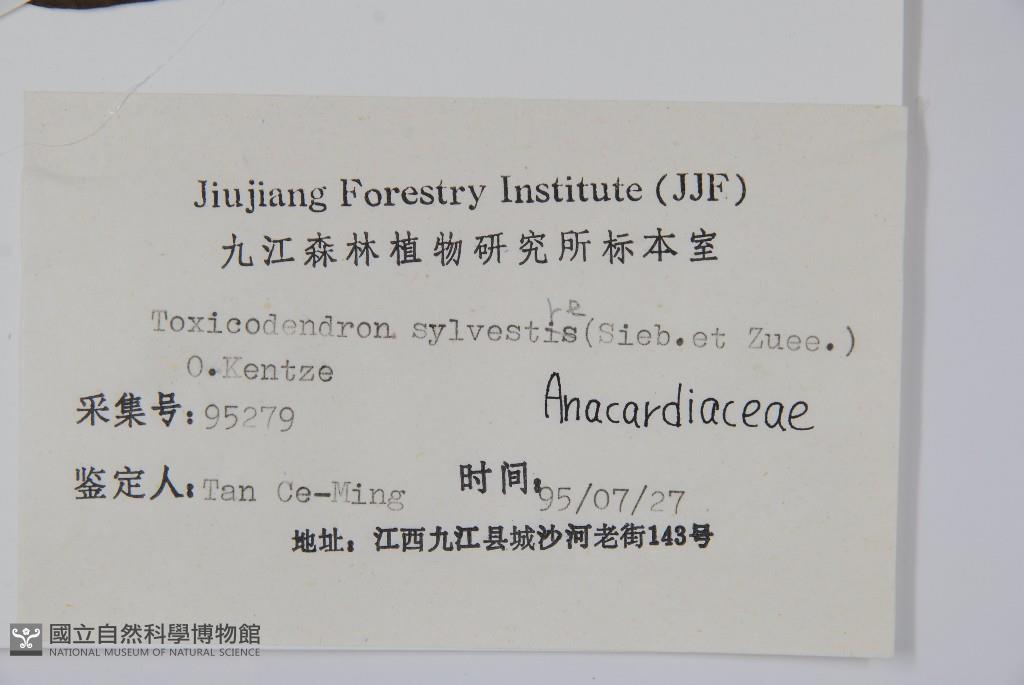 Jiujiang Forestry Institute (JJF)
九江森林植物研究所标本室
re
Toxicodendron sylvestis(Sieb.et Zuee.)
O.Kentze
采集号:95279
Anacardiaceae
鉴定人:Tan Ce-Ming 时间:95/07/27
地址:江西九江县城沙河老街143号
國立自然科學博物館
NATIONAL MUSEUM OF NATURAL SCIENCE